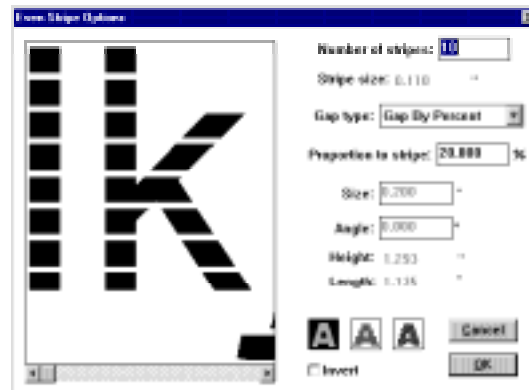 Even Stripe Options
lk
Number of stripes: 10
Stripe size: 0.110 "
Gap type: Gap By Percent
Proportion to stripe: 20.000 %
Size: 0.200 "
Angle: 0.000 °
Height: 1.293 "
Length: 1.135 "
A A A
Cancel
Invert
OK